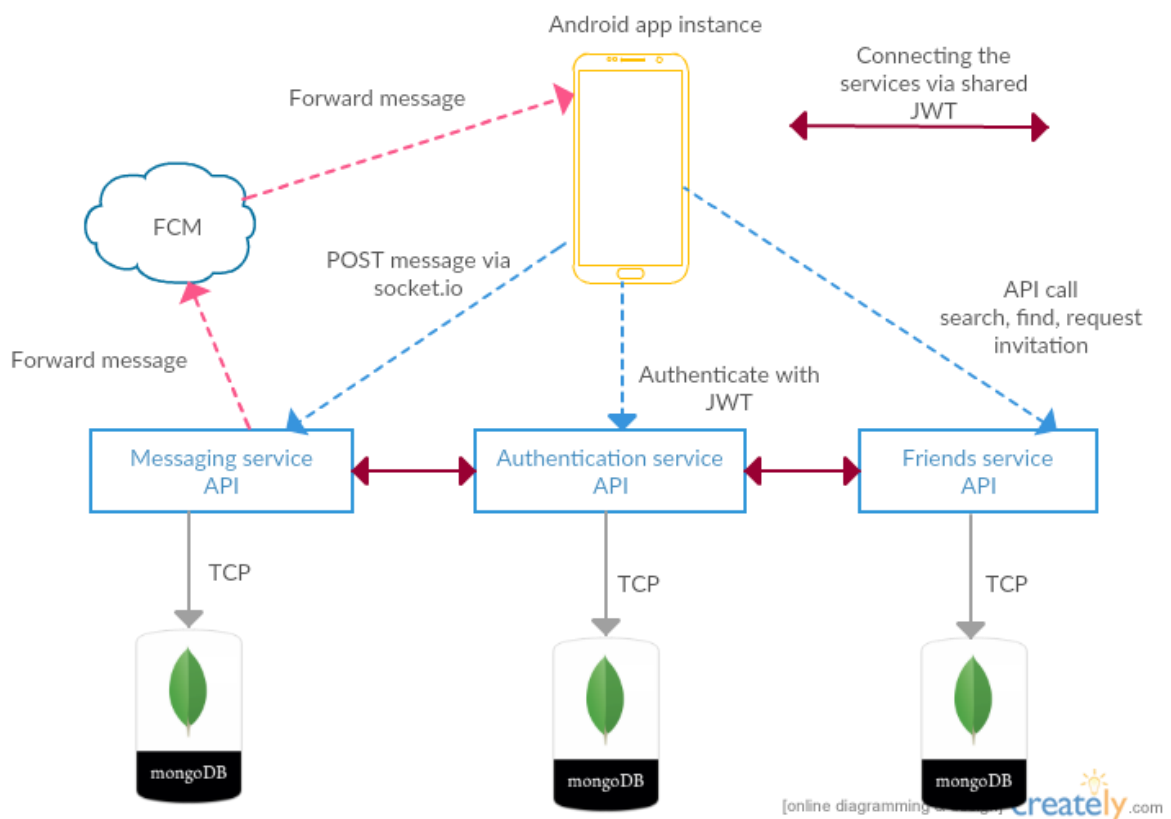 Android app instance
Connecting the
services via shared
JWT
Forward message
FCM
POST message via
socket.io
API call
search, find, request
invitation
Forward message
Authenticate with
JWT
Messaging service
API
Authentication service
API
Friends service
API
TCP
TCP
TCP
mongoDB
mongoDB
mongoDB
[online diagramming
creately.com